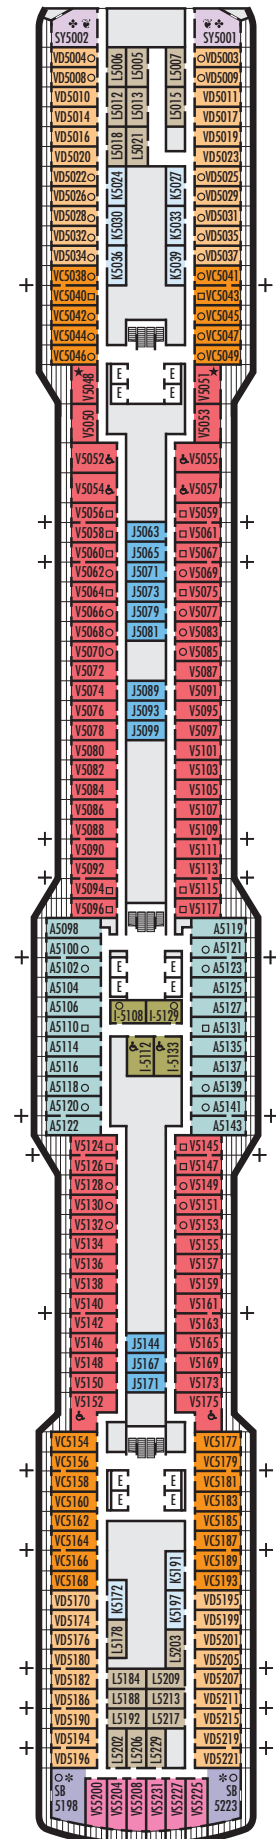 SY5002 SY5001
VD5004 L5006 L5005 L5007 VD5003
VD5008 VD5009
VD5010 L5012 L5013 L5015 VD5011
VD5014 VD5017
VD5016 L5018 L5021 VD5019
VD5020 VD5023
VD5022 K5024 K5027 VD5025
VD5026 VD5029
VD5028 K5030 K5033 VD5031
VD5032 VD5035
VD5034 K5036 K5039 VD5037
VC5038 VC5041
VC5040 VC5043
VC5042 VC5045
VC5044 VC5047
VC5046 VC5049
V5048 E E V5051
V5050 E E V5053
V5052 V5055
V5054 V5057
V5056 V5059
V5058 J5063 V5061
V5060 J5065 V5067
V5062 J5071 V5069
V5064 J5073 V5075
V5066 J5079 V5077
V5068 J5081 V5083
V5070 V5085
V5072 V5087
V5074 J5089 V5091
V5076 J5093 V5095
V5078 J5099 V5097
V5080 V5101
V5082 V5103
V5084 V5105
V5086 V5107
V5088 V5109
V5090 V5110
V5092 V5113
V5094 V5115
V5096 V5117
A5098 A5119
A5100 A5121
A5102 E E A5123
A5104 E E A5125
A5106 I-5108 I-5129 A5127
A5110 A5131
A5114 I-5112 I-5133 A5135
A5116 A5137
A5118 A5139
A5120 A5141
A5122 A5143
V5124 V5145
V5126 V5147
V5128 V5149
V5130 V5151
V5132 V5153
V5134 V5155
V5136 V5157
V5138 V5159
V5140 V5161
V5142 V5163
V5146 J5144 V5165
V5148 J5167 V5169
V5150 J5171 V5173
V5152 V5175
VC5154 VC5177
VC5156 VC5179
VC5158 E E VC5181
VC5160 E E VC5183
VC5162 VC5185
VC5164 VC5187
VC5166 K5191 VC5189
VC5168 K5172 VC5193
VD5170 K5197 VD5195
VD5174 VD5199
VD5176 L5178 L5203 VD5201
VD5180 VD5205
VD5182 L5184 L5209 VD5207
VD5186 L5188 L5213 VD5211
VD5190 L5192 L5217 VD5215
VD5194 L5202 L5206 L5229 VD5219
VD5196 VD5221
SB 5198 VS5200 VS5204 VS5208 VS5231 VS5227 VS5225 SB 5223